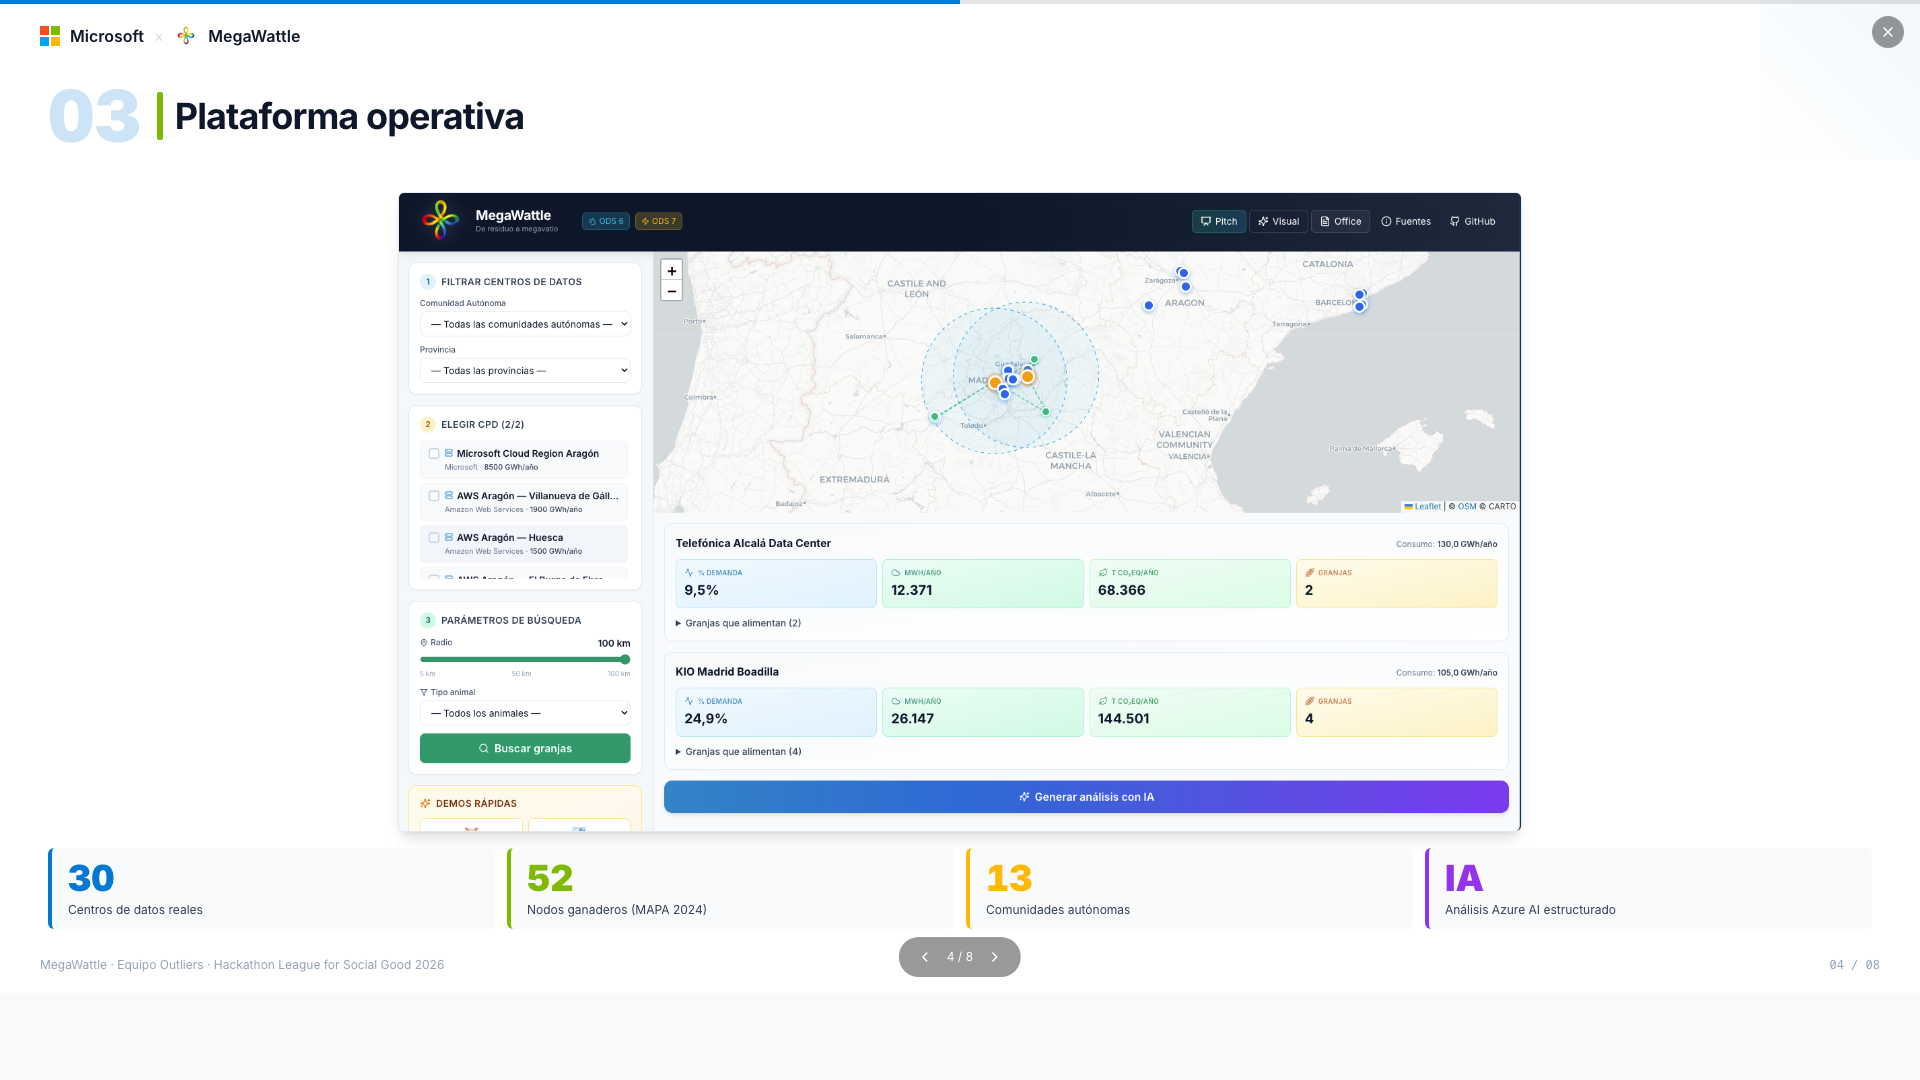 Microsoft × MegaWattle
03 Plataforma operativa
MegaWattle
De residuo a megavatio
ODS 6
ODS 7
Pitch
Visual
Office
Fuentes
GitHub
1 FILTRAR CENTROS DE DATOS
Comunidad Autónoma
— Todas las comunidades autónomas —
Provincia
— Todas las provincias —
2 ELEGIR CPD (2/2)
Microsoft Cloud Region Aragón
Microsoft · 8500 GWh/año
AWS Aragón — Villanueva de Gáll...
Amazon Web Services · 1900 GWh/año
AWS Aragón — Huesca
Amazon Web Services · 1500 GWh/año
AWS Aragón — El Burgo de Ebro
3 PARÁMETROS DE BÚSQUEDA
Radio 100 km
5 km 50 km 100 km
Tipo animal
— Todos los animales —
Buscar granjas
DEMOS RÁPIDAS
+
−
CATALONIA
CASTILE AND
LEÓN
Zaragoza
ARAGON
BARCELON
Porto
Tarragona
Salamanca
Guadalaj
MAD
Coimbra
Castelló de la
Plana
Toledo
VALENCIAN
COMMUNITY
VALENCIA
Palma de Mallorca
CASTILE-LA
MANCHA
EXTREMADURA
Albacete
Badajoz
Leaflet | © OSM © CARTO
Telefónica Alcalá Data Center
Consumo: 130,0 GWh/año
% DEMANDA
9,5%
MWH/AÑO
12.371
T CO₂EQ/AÑO
68.366
GRANJAS
2
▶ Granjas que alimentan (2)
KIO Madrid Boadilla
Consumo: 105,0 GWh/año
% DEMANDA
24,9%
MWH/AÑO
26.147
T CO₂EQ/AÑO
144.501
GRANJAS
4
▶ Granjas que alimentan (4)
Generar análisis con IA
30
Centros de datos reales
52
Nodos ganaderos (MAPA 2024)
13
Comunidades autónomas
IA
Análisis Azure AI estructurado
4 / 8
MegaWattle · Equipo Outliers · Hackathon League for Social Good 2026
04 / 08